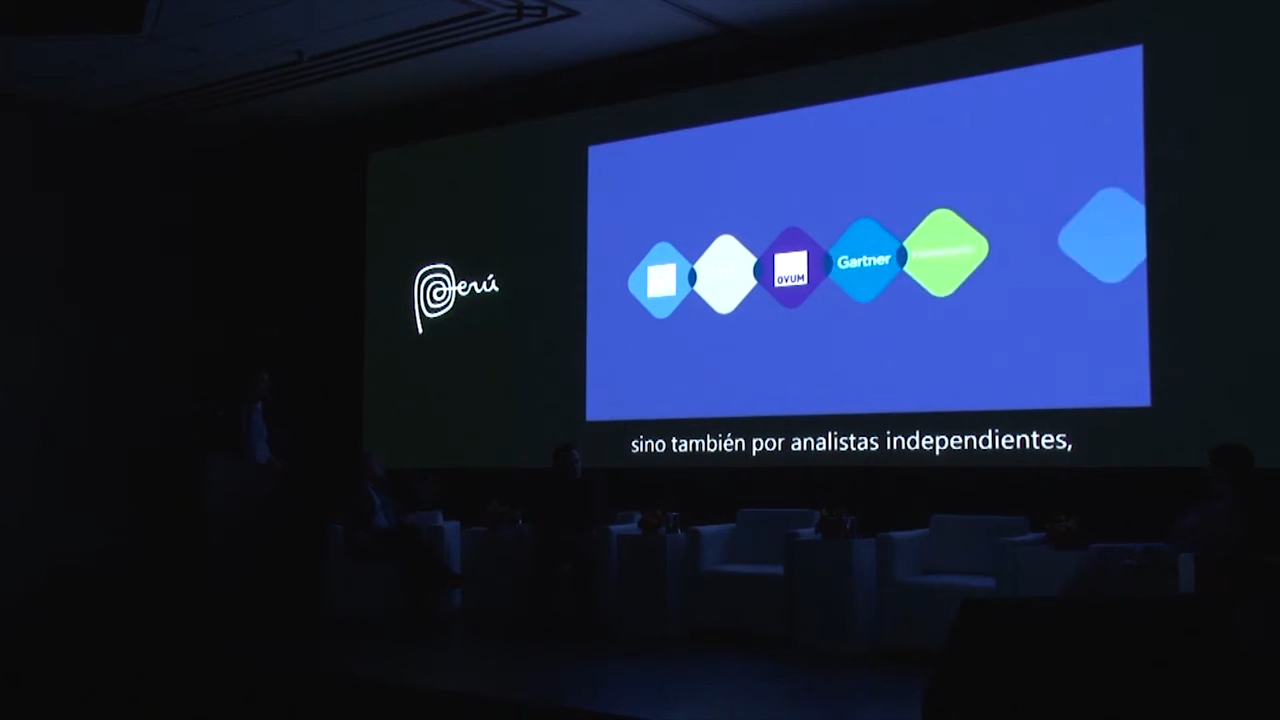 Perú
OVUM
Gartner
sino también por analistas independientes,